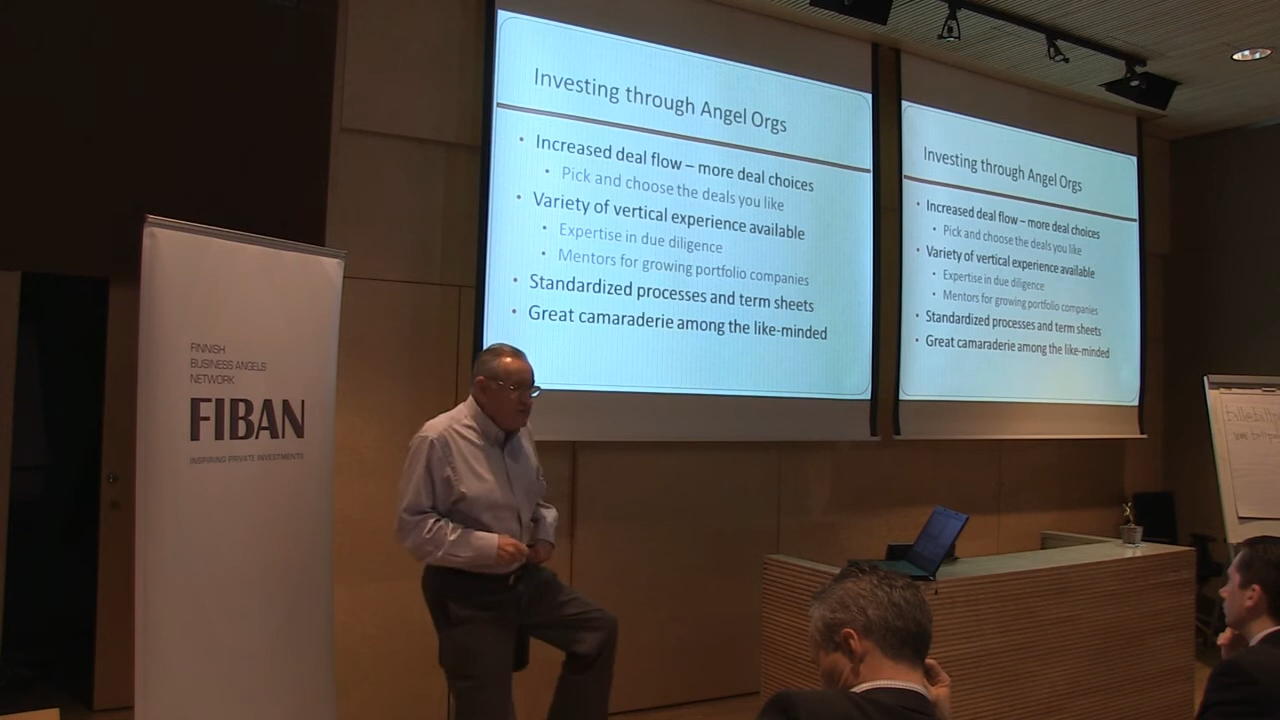 FINNISH
BUSINESS ANGELS
NETWORK
FIBAN
INSPIRING PRIVATE INVESTMENTS
Investing through Angel Orgs
• Increased deal flow – more deal choices
• Pick and choose the deals you like
• Variety of vertical experience available
• Expertise in due diligence
• Mentors for growing portfolio companies
• Standardized processes and term sheets
• Great camaraderie among the like-minded
Investing through Angel Orgs
• Increased deal flow – more deal choices
• Pick and choose the deals you like
• Variety of vertical experience available
• Expertise in due diligence
• Mentors for growing portfolio companies
• Standardized processes and term sheets
• Great camaraderie among the like-minded